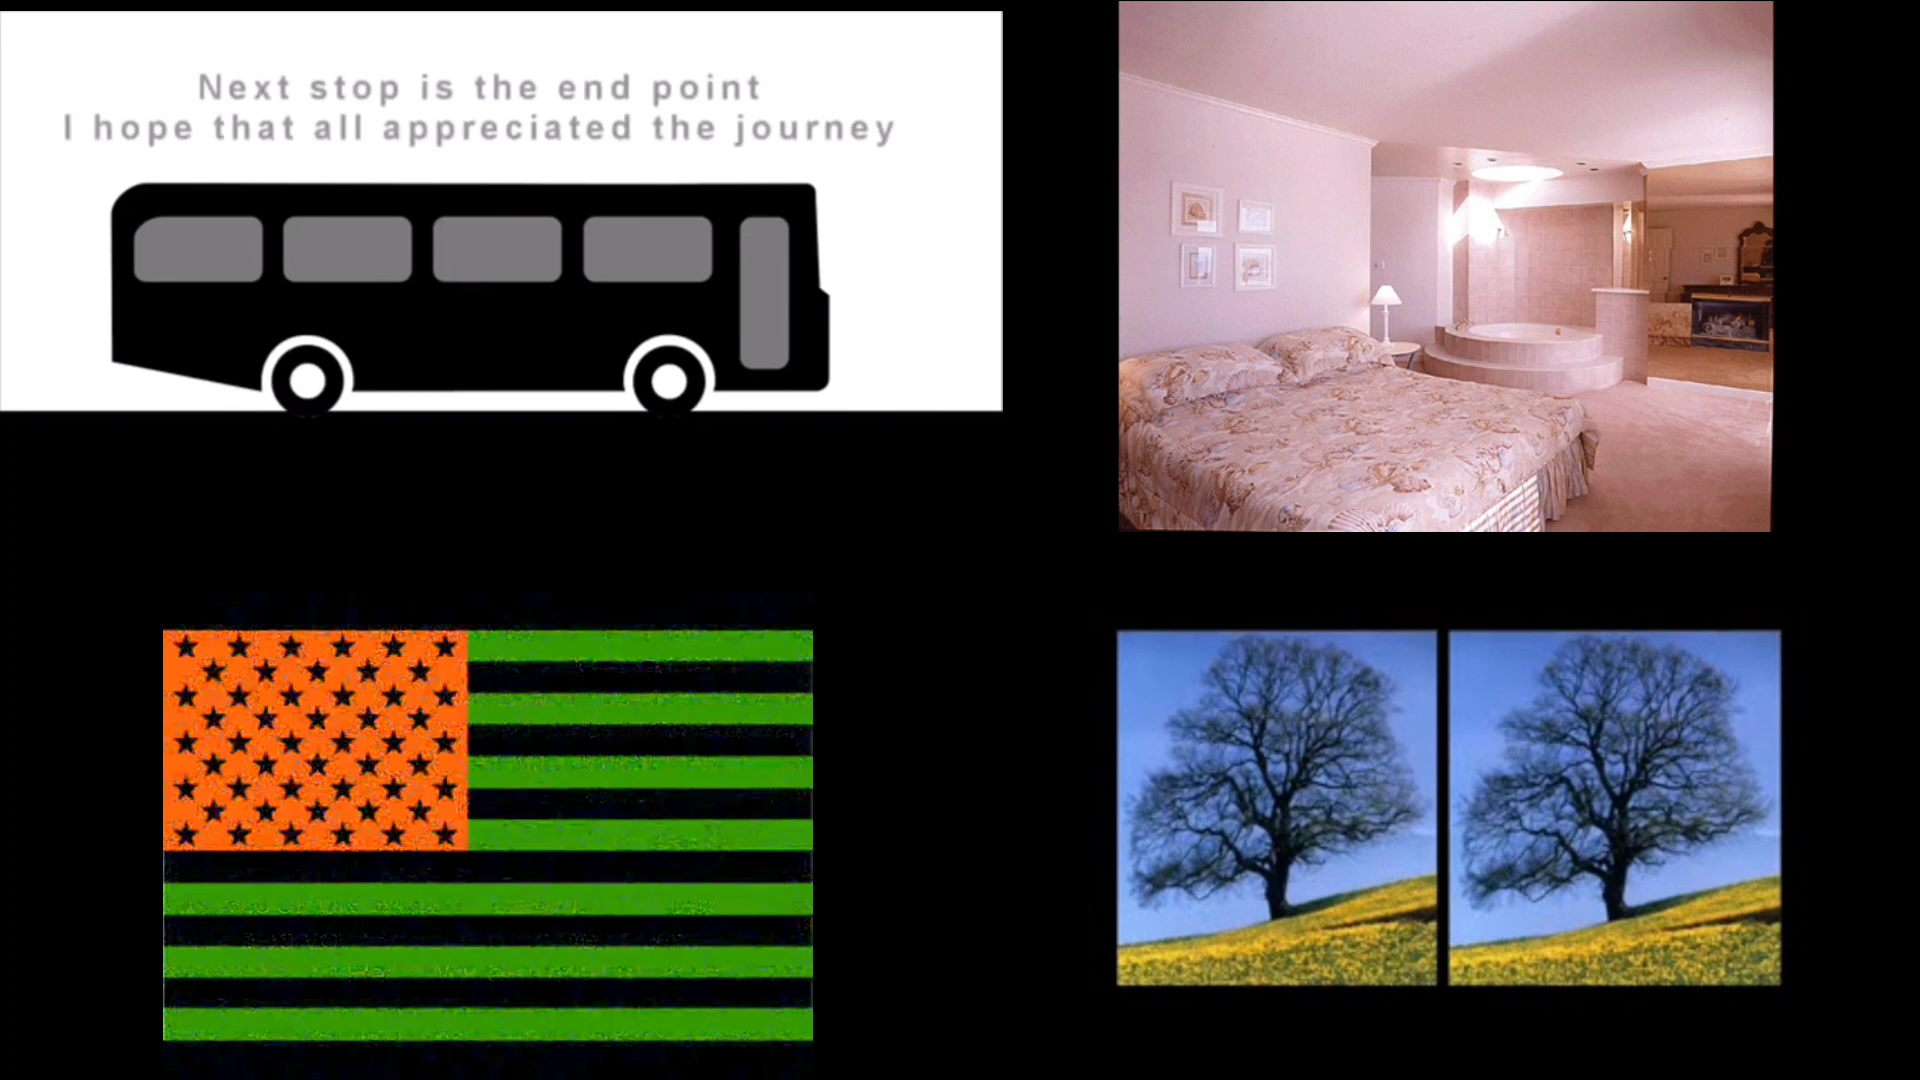 Next stop is the end point
I hope that all appreciated the journey